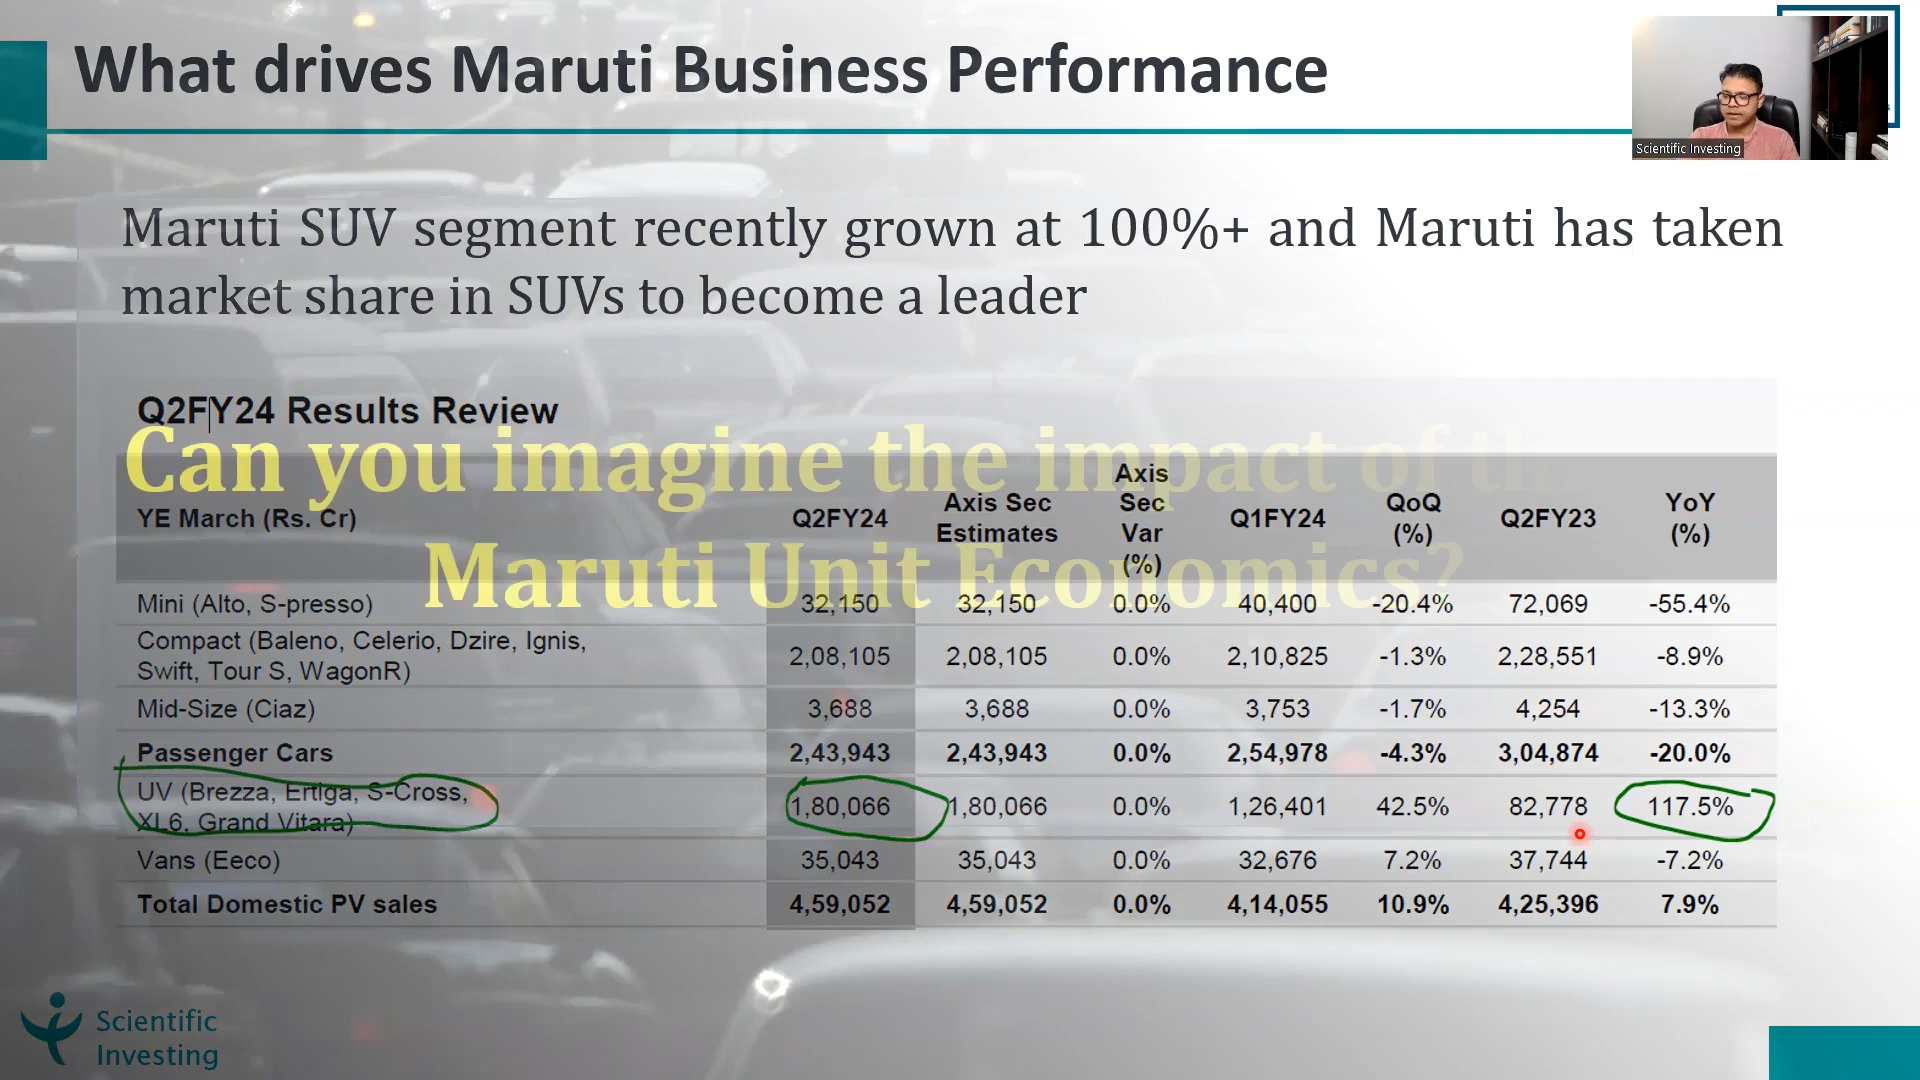 What drives Maruti Business Performance
Scientific Investing
Maruti SUV segment recently grown at 100%+ and Maruti has taken
market share in SUVs to become a leader
Q2FY24 Results Review
Can you imagine the impact of
Maruti Unit Economics?
YE March (Rs. Cr) Q2FY24 Axis Sec Estimates Axis Sec Var (%) Q1FY24 QoQ (%) Q2FY23 YoY (%)
Mini (Alto, S-presso) 32,150 32,150 0.0% 40,400 -20.4% 72,069 -55.4%
Compact (Baleno, Celerio, Dzire, Ignis,
Swift, Tour S, WagonR) 2,08,105 2,08,105 0.0% 2,10,825 -1.3% 2,28,551 -8.9%
Mid-Size (Ciaz) 3,688 3,688 0.0% 3,753 -1.7% 4,254 -13.3%
Passenger Cars 2,43,943 2,43,943 0.0% 2,54,978 -4.3% 3,04,874 -20.0%
UV (Brezza, Ertiga, S-Cross,
XL6, Grand Vitara) 1,80,066 1,80,066 0.0% 1,26,401 42.5% 82,778 117.5%
Vans (Eeco) 35,043 35,043 0.0% 32,676 7.2% 37,744 -7.2%
Total Domestic PV sales 4,59,052 4,59,052 0.0% 4,14,055 10.9% 4,25,396 7.9%
Scientific
Investing